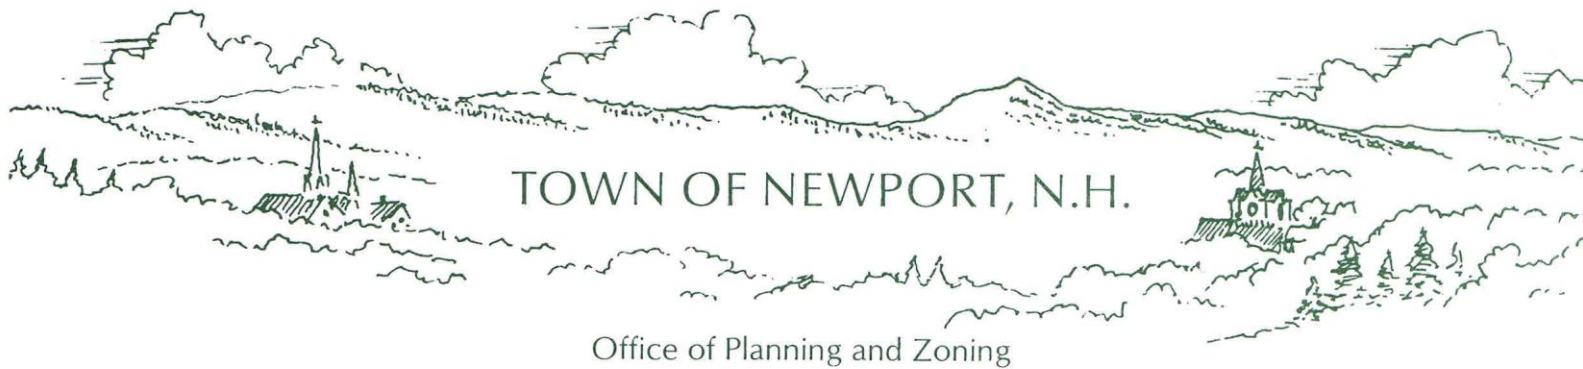 TOWN OF NEWPORT, N.H.
Office of Planning and Zoning